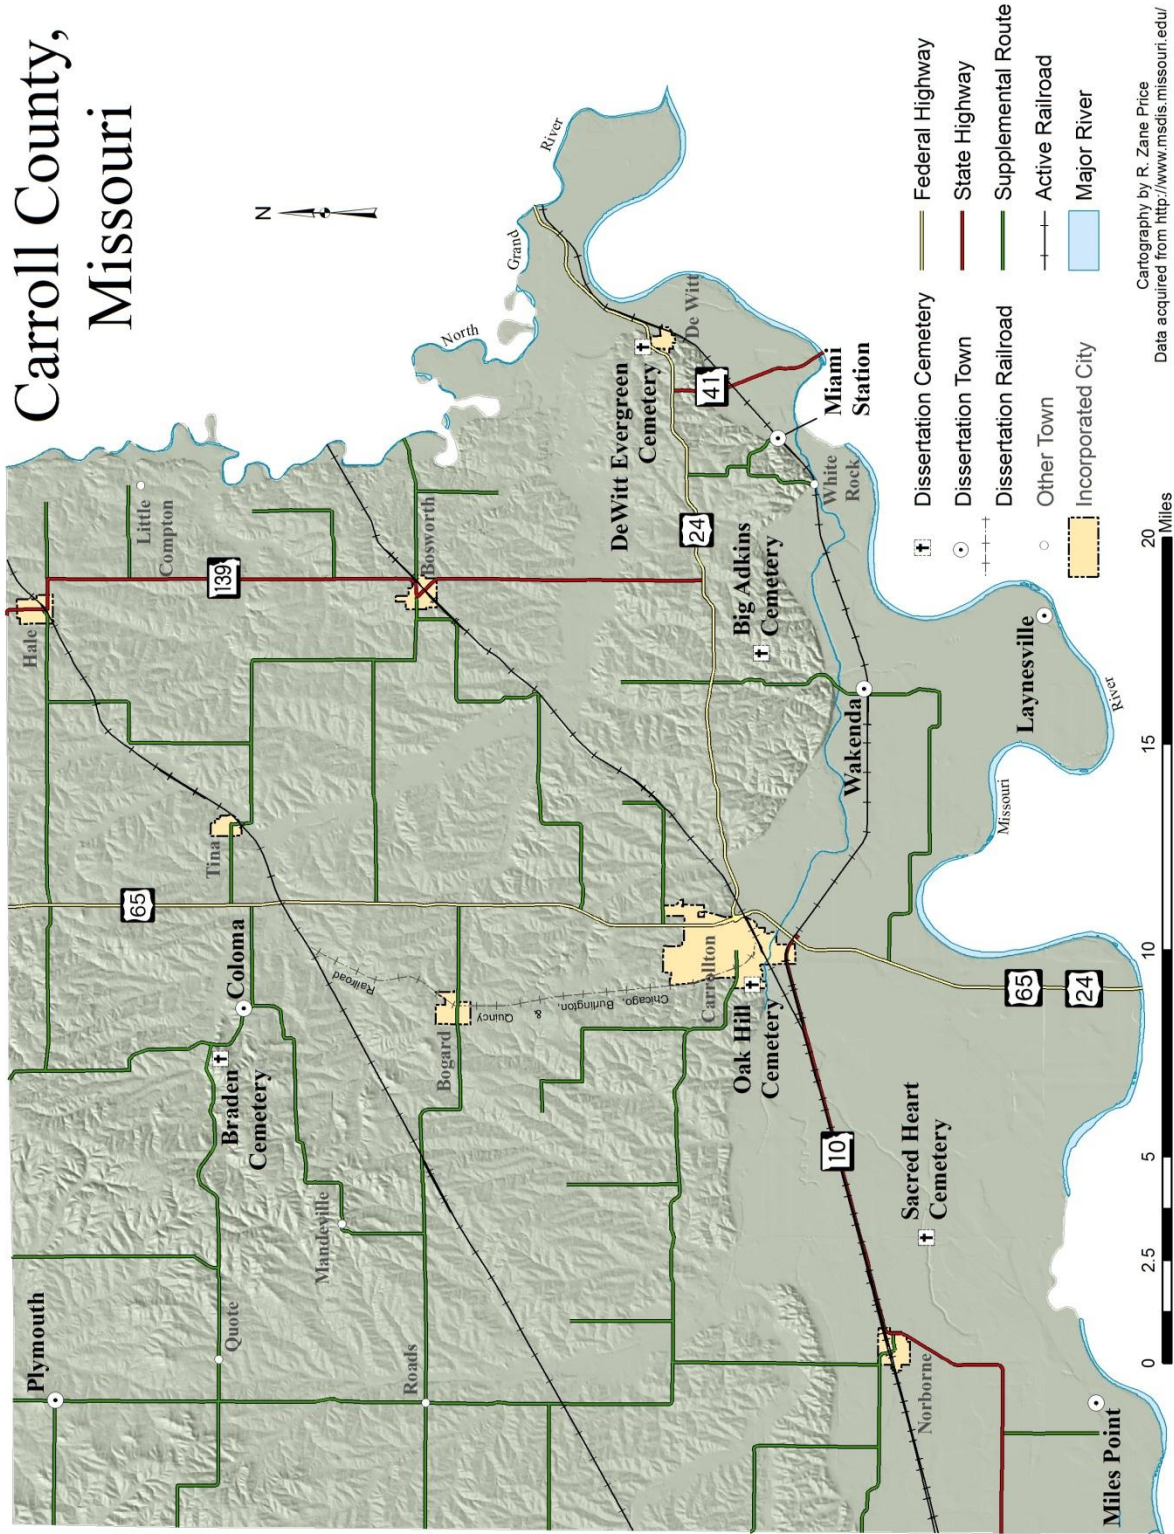 Carroll County,
Missouri
N
Plymouth
Quote
Roads
Mandeville
Braden
Cemetery
Coloma
65
Tina
Hale
139
Little
Compton
Bosworth
Bogard
Railroad
Quincy
&
Chicago, Burlington,
Carrollton
Oak Hill
Cemetery
North
Grand
River
De Witt
DeWitt Evergreen
Cemetery
24
41
Miami
Station
White
Rock
Big Adkins
Cemetery
Wakenda
Laynesville
Missouri
River
65
24
10
Sacred Heart
Cemetery
Norborne
Miles Point
Dissertation Cemetery
Dissertation Town
Dissertation Railroad
Other Town
Incorporated City
Federal Highway
State Highway
Supplemental Route
Active Railroad
Major River
0 2.5 5 10 15 20
Miles
Cartography by R. Zane Price
Data acquired from http://www.msdis.missouri.edu/